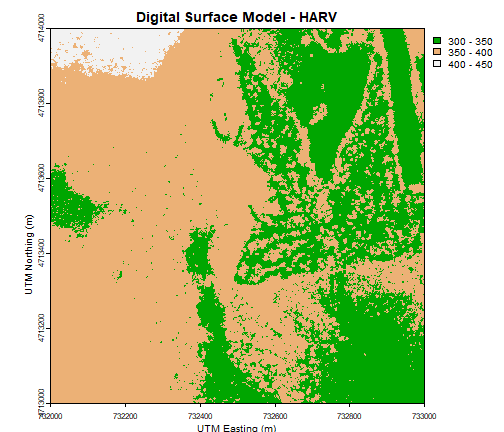 Digital Surface Model - HARV
300 - 350
350 - 400
400 - 450
4714000
4713800
4713600
4713400
4713200
4713000
UTM Northing (m)
732000 732200 732400 732600 732800 733000
UTM Easting (m)